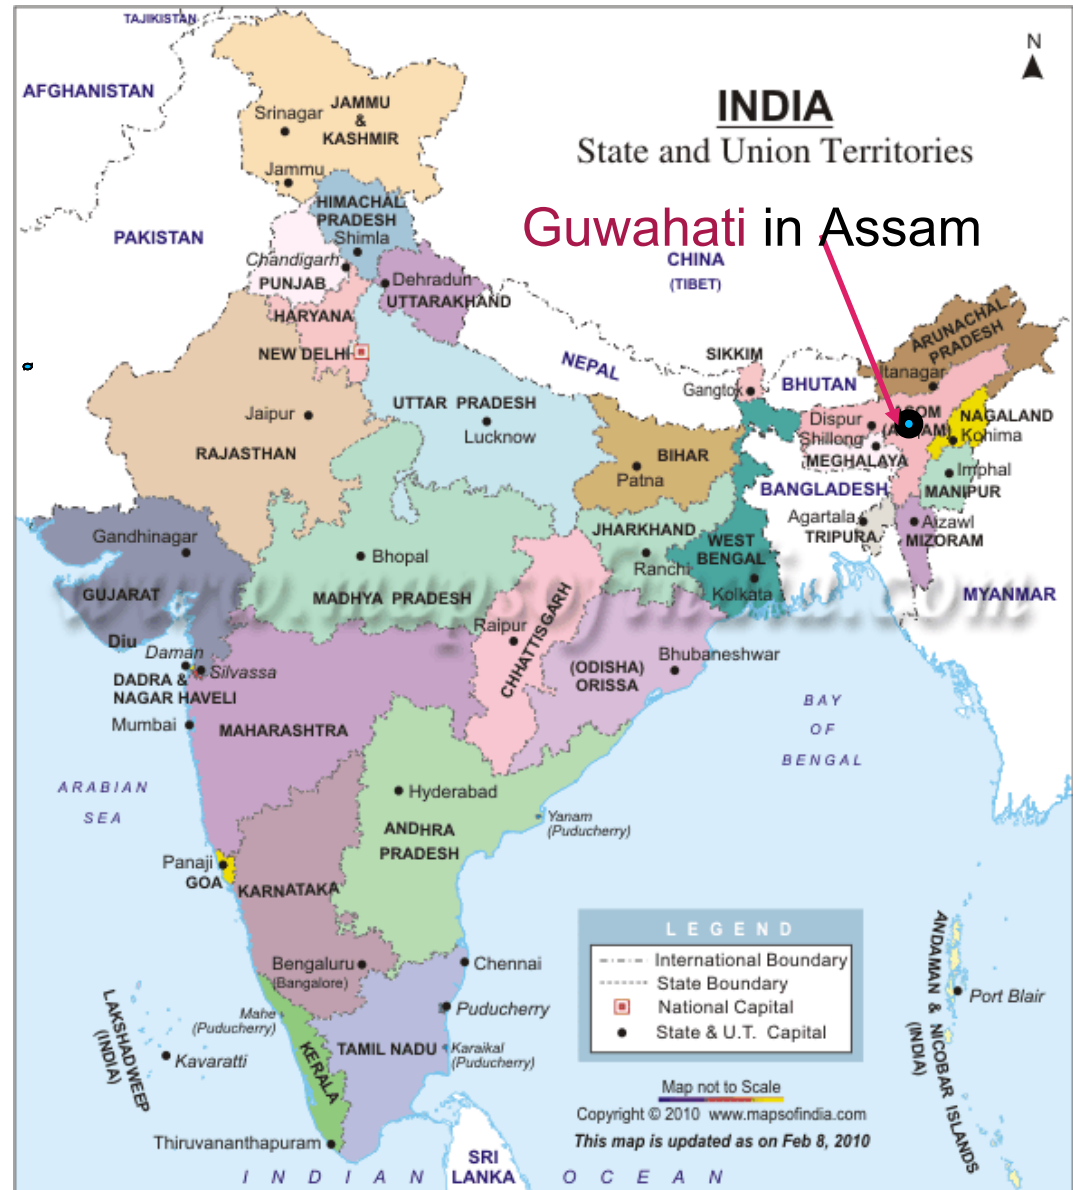 TAJIKISTAN
AFGHANISTAN
N
INDIA
State and Union Territories
JAMMU
&
KASHMIR
Srinagar
Jammu
HIMACHAL
PRADESH
Shimla
Guwahati in Assam
PAKISTAN
Chandigarh
PUNJAB
Dehradun
UTTARAKHAND
CHINA
(TIBET)
HARYANA
NEW DELHI
ARUNACHAL
PRADESH
Itanagar
SIKKIM
NEPAL
Gangtok
BHUTAN
UTTAR PRADESH
Lucknow
Jaipur
RAJASTHAN
Dispur
Shillong
MEGHALAYA
NAGALAND
Kohima
BIHAR
Patna
Imphal
MANIPUR
BANGLADESH
Gandhinagar
GUJARAT
Bhopal
MADHYA PRADESH
JHARKHAND
Ranchi
WEST
BENGAL
Kolkata
Agartala
TRIPURA
Aizawl
MIZORAM
MYANMAR
www.mapsofindia.com
Diu
Daman
Silvassa
DADRA &
NAGAR HAVELI
Mumbai
MAHARASHTRA
Raipur
CHHATTISGARH
(ODISHA)
ORISSA
Bhubaneshwar
BAY
OF
BENGAL
ARABIAN
SEA
Hyderabad
ANDHRA
PRADESH
Yanam
(Puducherry)
Panaji
GOA
KARNATAKA
Bengaluru
(Bangalore)
Chennai
Mahe
(Puducherry)
Puducherry
KERALA
TAMIL NADU
Karaikal
(Puducherry)
LAKSHADWEEP
(INDIA)
Kavaratti
Thiruvananthapuram
LEGEND
International Boundary
State Boundary
National Capital
State & U.T. Capital
ANDAMAN & NICOBAR ISLANDS
(INDIA)
Port Blair
Map not to Scale
Copyright © 2010 www.mapsofindia.com
This map is updated as on Feb 8, 2010
SRI
LANKA
INDIAN OCEAN